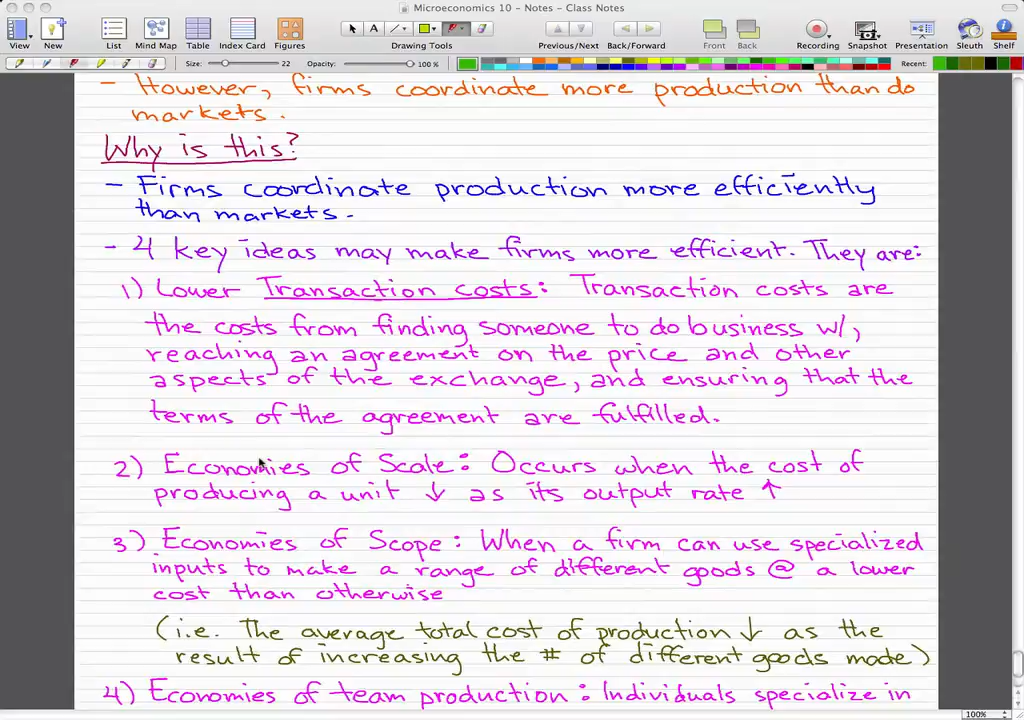 Microeconomics 10 - Notes - Class Notes
View New List Mind Map Table Index Card Figures Drawing Tools Previous/Next Back/Forward Front Back Recording Snapshot Presentation Sleuth Shelf
Size: 22 Opacity: 100 % Recent:
- However, firms coordinate more production than do
markets.
Why is this?
- Firms coordinate production more efficiently
than markets.
- 4 key ideas may make firms more efficient. They are:
1) Lower Transaction costs: Transaction costs are
the costs from finding someone to do business w/,
reaching an agreement on the price and other
aspects of the exchange, and ensuring that the
terms of the agreement are fulfilled.
2) Economies of Scale: Occurs when the cost of
producing a unit ↓ as its output rate ↑
3) Economies of Scope: When a firm can use specialized
inputs to make a range of different goods @ a lower
cost than otherwise
(i.e. The average total cost of production ↓ as the
result of increasing the # of different goods made)
4) Economies of team production: Individuals specialize in
100%